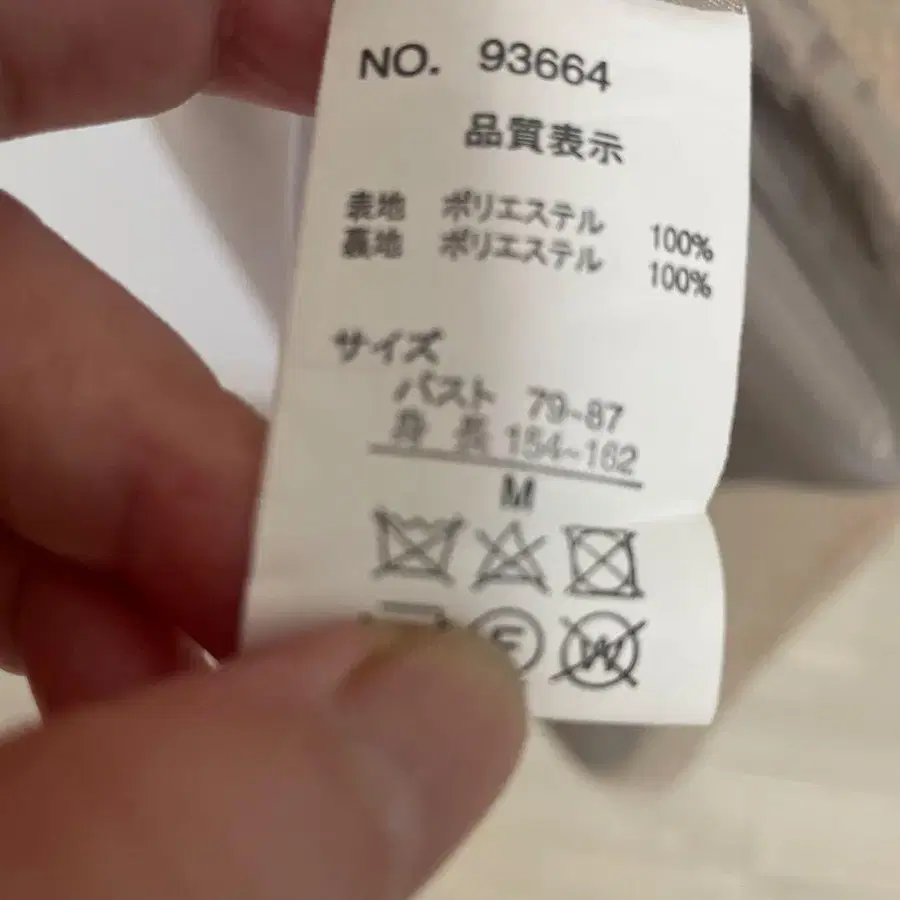 NO. 93664
品質表示
表地 ポリエステル 100%
裏地 ポリエステル 100%
サイズ
バスト 79~87
身長 154~162
M
W